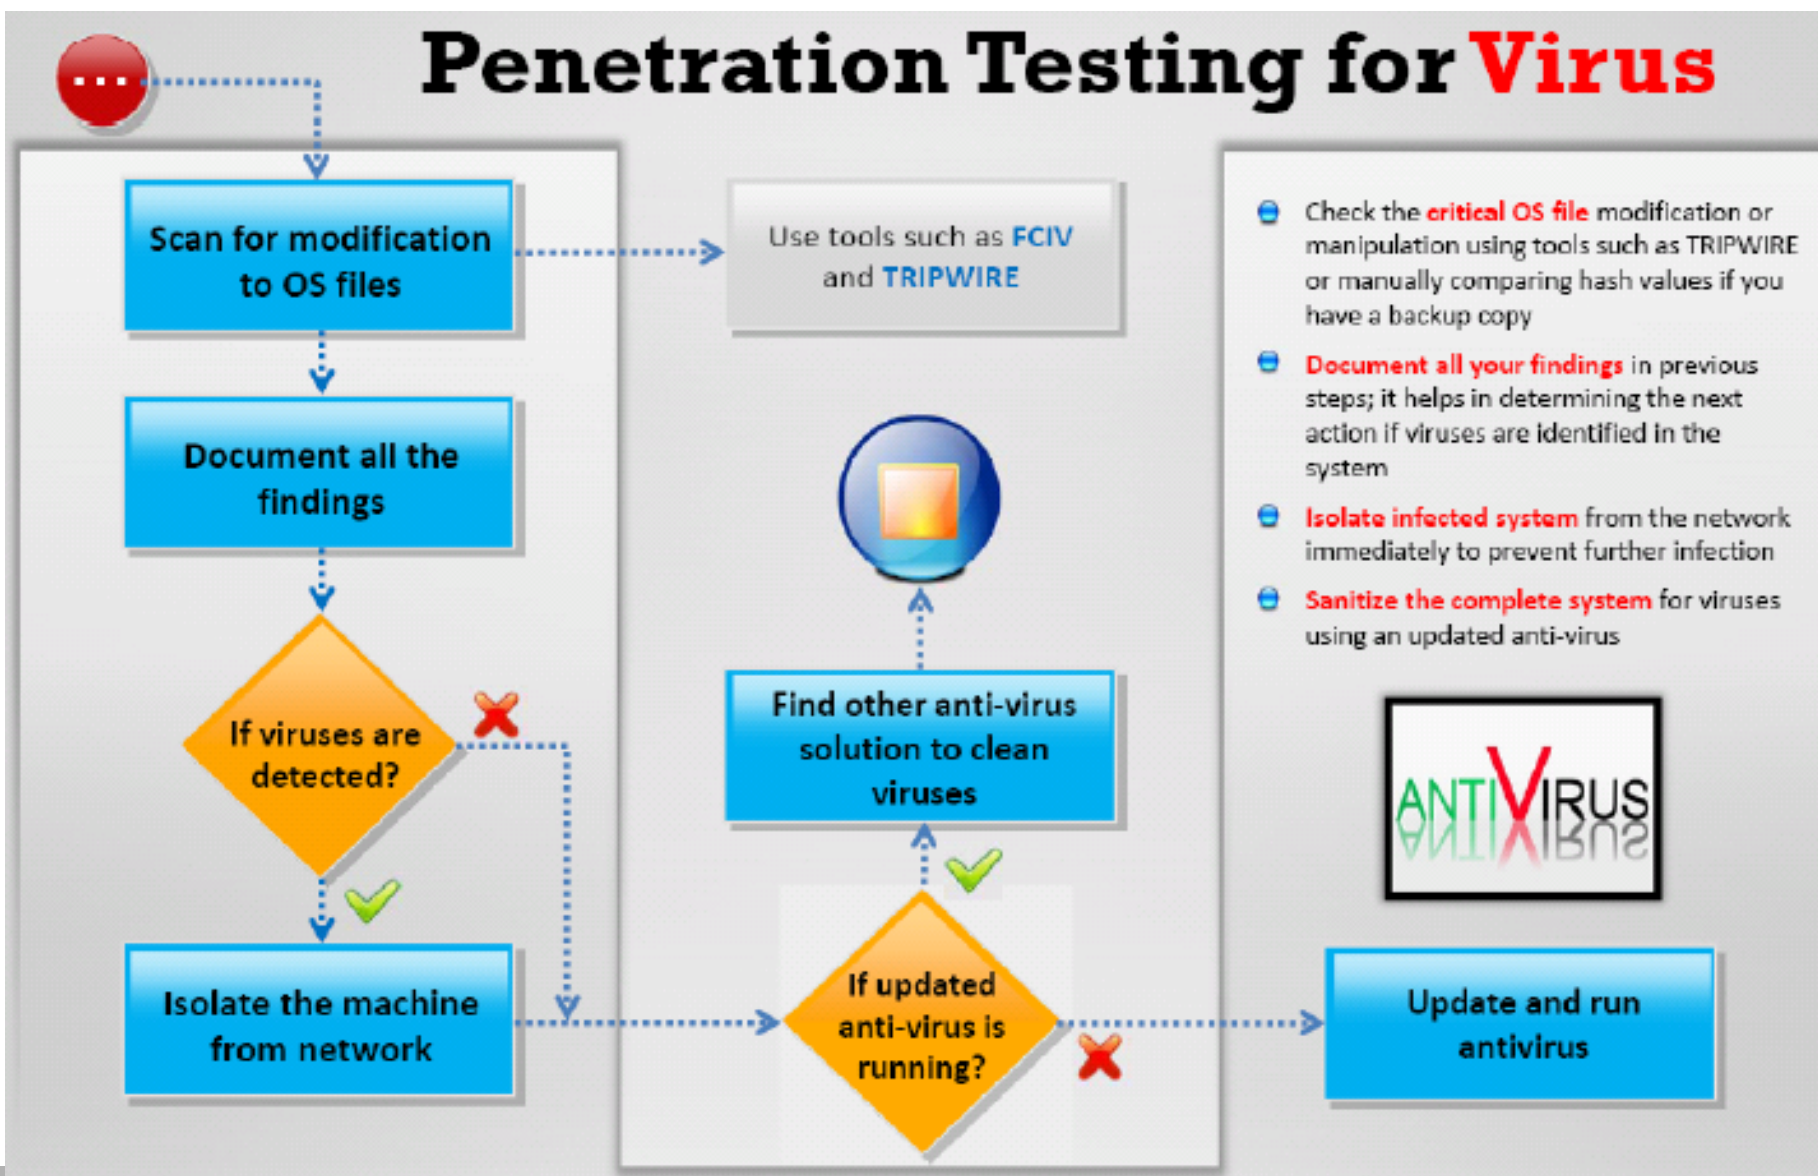 Penetration Testing for Virus
Scan for modification
to OS files
Use tools such as FCIV
and TRIPWIRE
Document all the
findings
If viruses are
detected?
Isolate the machine
from network
Find other anti-virus
solution to clean
viruses
If updated
anti-virus is
running?
Check the critical OS file modification or
manipulation using tools such as TRIPWIRE
or manually comparing hash values if you
have a backup copy
Document all your findings in previous
steps; it helps in determining the next
action if viruses are identified in the
system
Isolate infected system from the network
immediately to prevent further infection
Sanitize the complete system for viruses
using an updated anti-virus
ANTIVIRUS
Update and run
antivirus